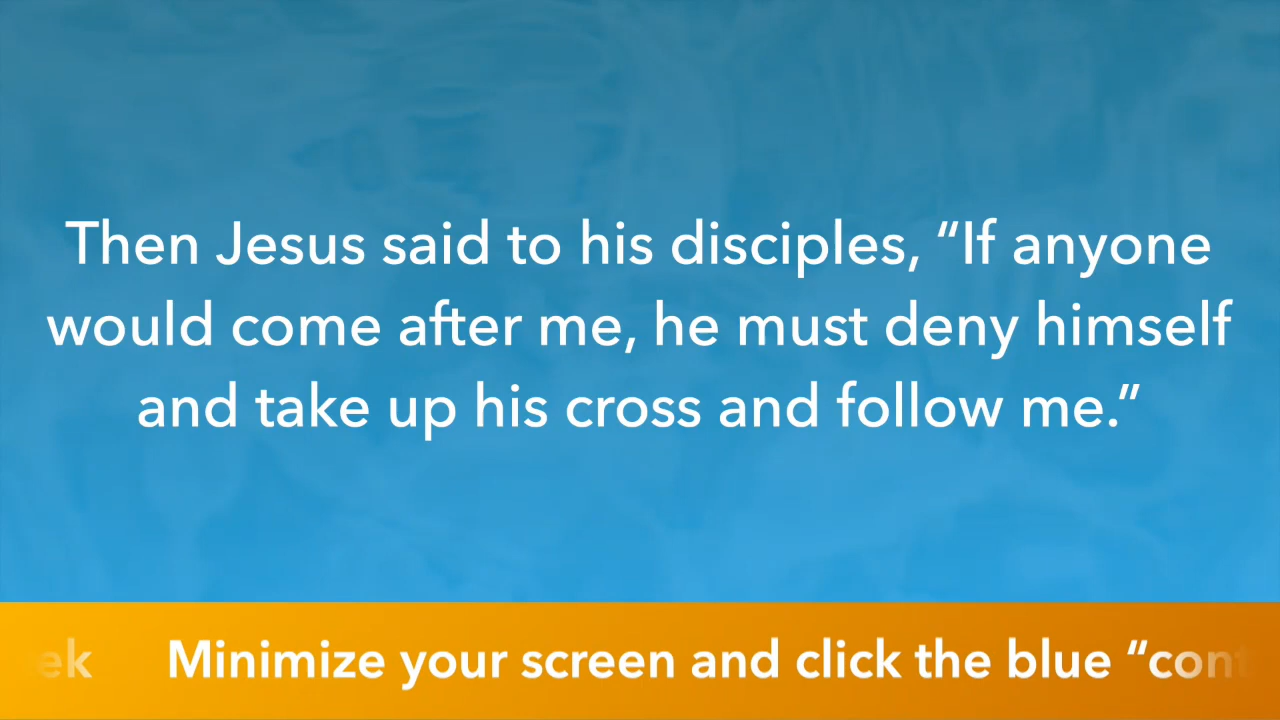 Then Jesus said to his disciples, “If anyone
would come after me, he must deny himself
and take up his cross and follow me.”
Minimize your screen and click the blue